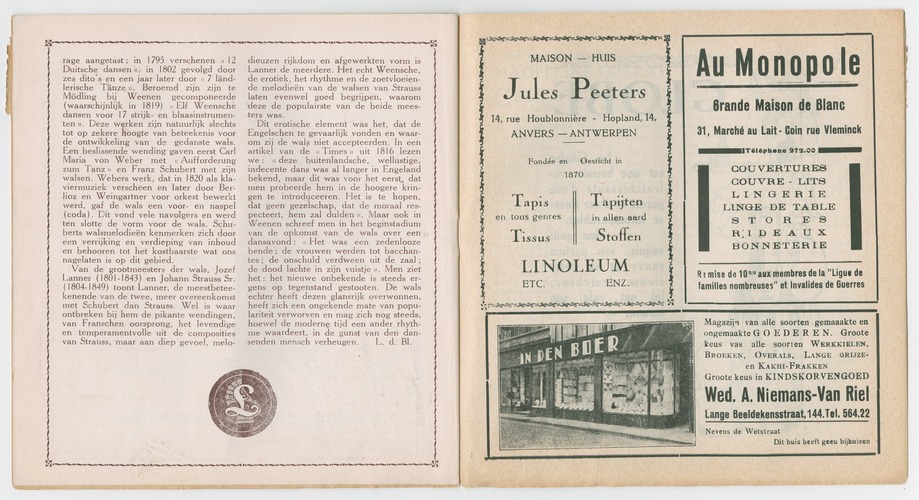 rage aangetast; in 1795 verschenen « 12
Duitsche dansen »; in 1802 gevolgd door
zes dito's en een jaar later door « 7 länd-
lerische Tänze ». Beroemd zijn zijn te
Mödling bij Weenen gecomponeerde
(waarschijnlijk in 1819) « Elf Weensche
dansen voor 17 strijk- en blaasinstrumen-
ten ». Deze werken zijn natuurlijk slechts
tot op zekere hoogte van beteekenis voor
de ontwikkeling van de gedanste wals.
Een beslissende wending gaven eerst Carl
Maria von Weber met « Aufforderung
zum Tanz » en Franz Schubert met zijn
walsen. Webers werk, dat in 1820 als kla-
viermuziek verscheen en later door Ber-
lioz en Weingartner voor orkest bewerkt
werd, gaf de wals een voor- en naspel
(coda). Dit vond vele navolgers en werd
ten slotte de vorm voor de wals. Schu-
berts walsmelodieën kenmerken zich door
een verrijking en verdieping van inhoud
en behooren tot het kostbaarste wat ons
nagelaten is op dit gebied.
Van de grootmeesters der wals, Jozef
Lanner (1801-1843) en Johann Strauss Sr.
(1804-1849) toont Lanner, de meestbetee-
kenende van de twee, meer overeenkomst
met Schubert dan Strauss. Wel is waar
ontbreken bij hem de pikante wendingen,
van Franschen oorsprong, het levendige
en temperamentvolle uit de composities
van Strauss, maar aan diep gevoel, melo-
dieuzen rijkdom en afgewerkten vorm is
Lanner de meerdere. Het echt Weensche,
de erotiek, het rhythme en de zoetvloeien-
de melodieën van de walsen van Strauss
laten evenwel goed begrijpen, waarom
deze de populairste van de beide mees-
ters was.
Dit erotische element was het, dat de
Engelschen te gevaarlijk vonden en waar-
om zij de wals niet accepteerden. In een
artikel van de « Times » uit 1816 lezen
we: « deze buitenlandsche, wellustige,
indecente dans was al langer in Engeland
bekend, maar dit was voor het eerst, dat
men probeerde hem in de hoogere krin-
gen te introduceeren. Het is te hopen,
dat geen gezelschap, dat de moraal res-
pecteert, hem zal dulden ». Maar ook in
Weenen schreef men in het beginstadium
van de opkomst van de wals over een
dansavond: « Het was een zedenlooze
bende; de vrouwen werden tot bacchan-
tes; de onschuld verdween uit de zaal;
de dood lachte in zijn vuistje ». Men ziet
het: het nieuwe onbekende is steeds er-
gens op tegenstand gestooten. De wals
echter heeft dezen glansrijk overwonnen,
heeft zich een ongekende mate van popu-
lariteit verworven en mag zich nog steeds,
hoewel de moderne tijd een ander rhyth-
me waardeert, in de gunst van den dan-
senden mensch verheugen. L. d. Bl.
MAISON — HUIS
Jules Peeters
14, rue Houblonnière - Hopland, 14,
ANVERS — ANTWERPEN
Fondée en Gesticht in
1870
Tapis Tapijten
en tous genres in allen aard
Tissus Stoffen
LINOLEUM
ETC. ENZ.
Au Monopole
Grande Maison de Blanc
31, Marché au Lait - Coin rue Vleminck
Téléphone 272.00
COUVERTURES
COUVRE - LITS
LINGERIE
LINGE DE TABLE
STORES
RIDEAUX
BONNETERIE
Remise de 10 % aux membres de la "Ligue de
familles nombreuses" et Invalides de Guerres
IN DEN BOER
Magazijn van alle soorten gemaakte en
ongemaakte GOEDEREN. Groote
keus van alle soorten WERKKIELEN,
BROEKEN, OVERALS, LANGE GRIJZE-
en KAKHI-FRAKKEN
Groote keus in KINDSKORVENGOED
Wed. A. Niemans-Van Riel
Lange Beeldekensstraat, 144. Tel. 564.22
Nevens de Wetstraat
Dit huis heeft geen bijhuizen